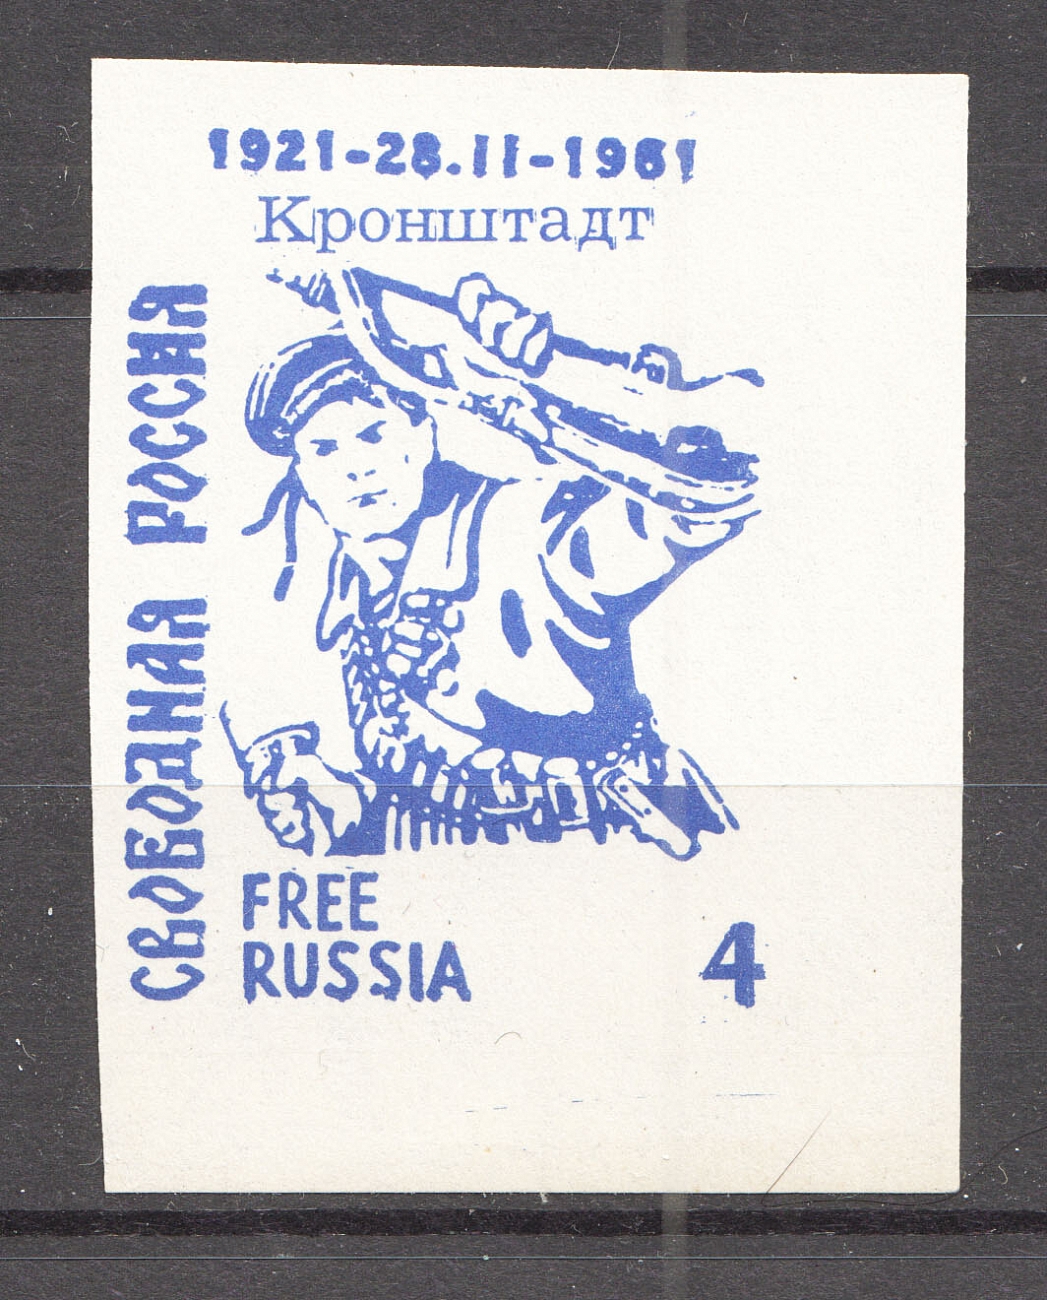 1921-28.II-1961
Кронштадт
СВОБОДНАЯ РОССИЯ
FREE
RUSSIA
4